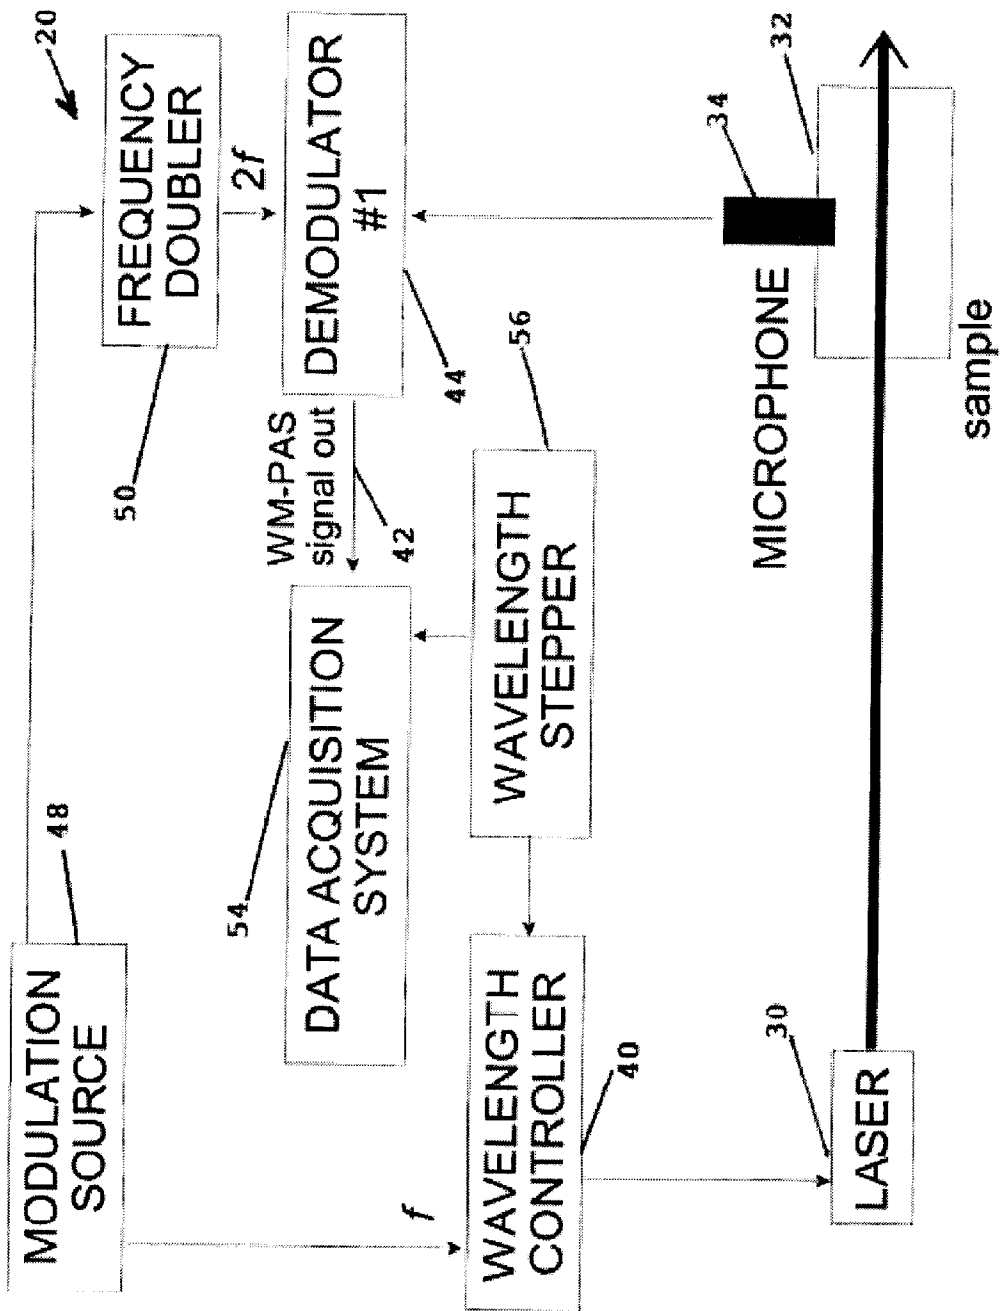 20
MODULATION
SOURCE
48
FREQUENCY
DOUBLER
50
2f
DEMODULATOR
#1
44
WM-PAS
signal out
42
DATA ACQUISITION
SYSTEM
54
f
WAVELENGTH
CONTROLLER
40
WAVELENGTH
STEPPER
56
MICROPHONE
34
32
LASER
30
sample